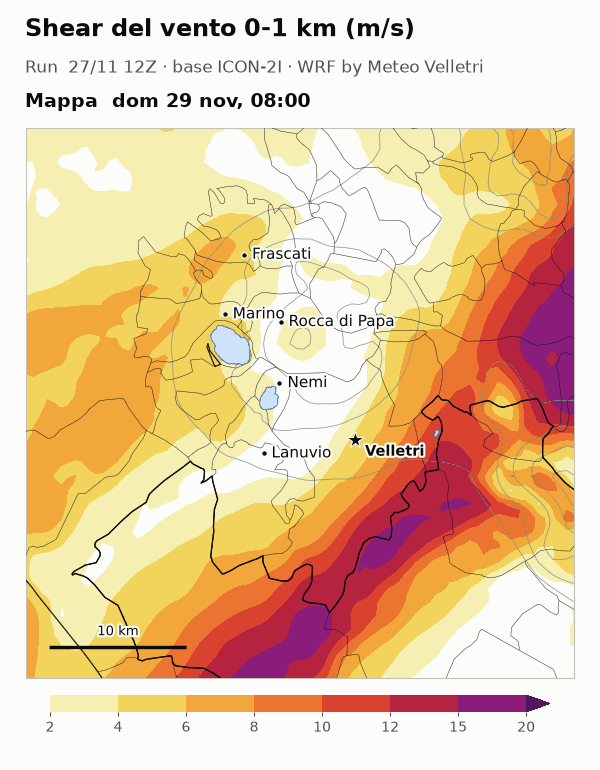 Shear del vento 0-1 km (m/s)
Run  27/11 12Z · base ICON-2I · WRF by Meteo Velletri
Mappa  dom 29 nov, 08:00
Frascati
Marino
Rocca di Papa
Nemi
Velletri
Lanuvio
10 km
2 4 6 8 10 12 15 20